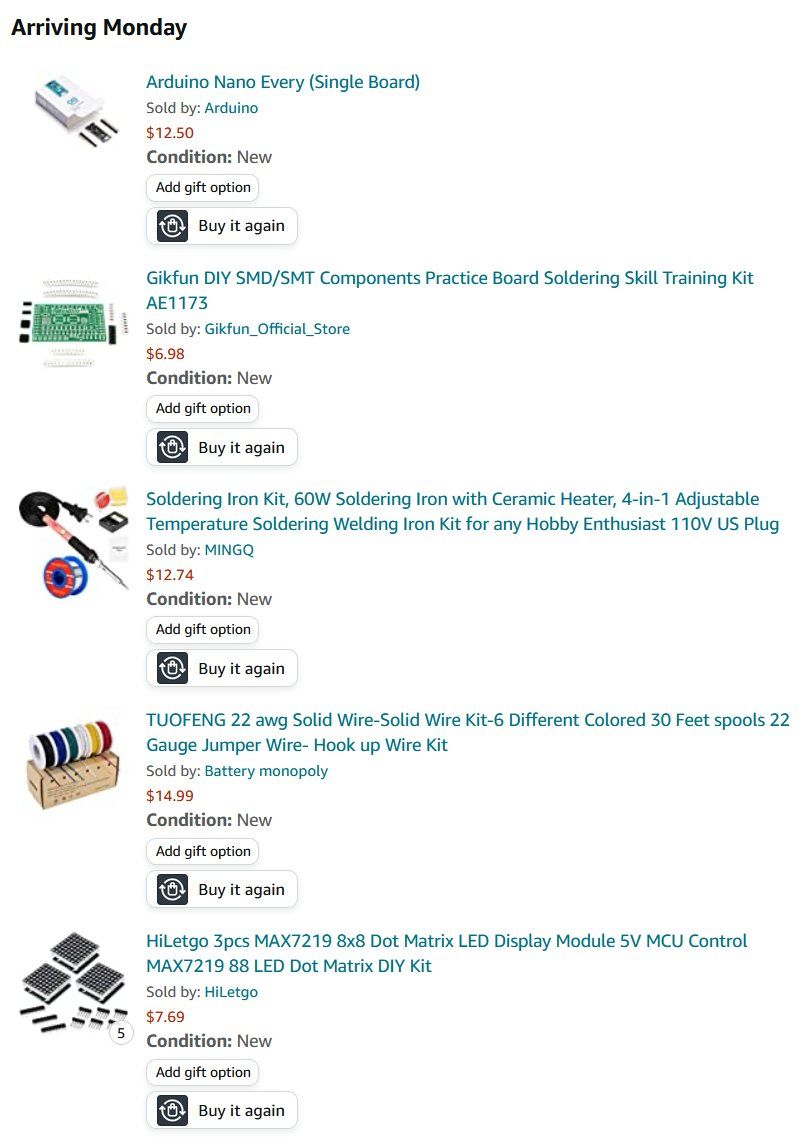 Arriving Monday
Arduino Nano Every (Single Board)
Sold by: Arduino
$12.50
Condition: New
Add gift option
Buy it again
Gikfun DIY SMD/SMT Components Practice Board Soldering Skill Training Kit
AE1173
Sold by: Gikfun_Official_Store
$6.98
Condition: New
Add gift option
Buy it again
Soldering Iron Kit, 60W Soldering Iron with Ceramic Heater, 4-in-1 Adjustable
Temperature Soldering Welding Iron Kit for any Hobby Enthusiast 110V US Plug
Sold by: MINGQ
$12.74
Condition: New
Add gift option
Buy it again
TUOFENG 22 awg Solid Wire-Solid Wire Kit-6 Different Colored 30 Feet spools 22
Gauge Jumper Wire- Hook up Wire Kit
Sold by: Battery monopoly
$14.99
Condition: New
Add gift option
Buy it again
HiLetgo 3pcs MAX7219 8x8 Dot Matrix LED Display Module 5V MCU Control
MAX7219 88 LED Dot Matrix DIY Kit
5
Sold by: HiLetgo
$7.69
Condition: New
Add gift option
Buy it again